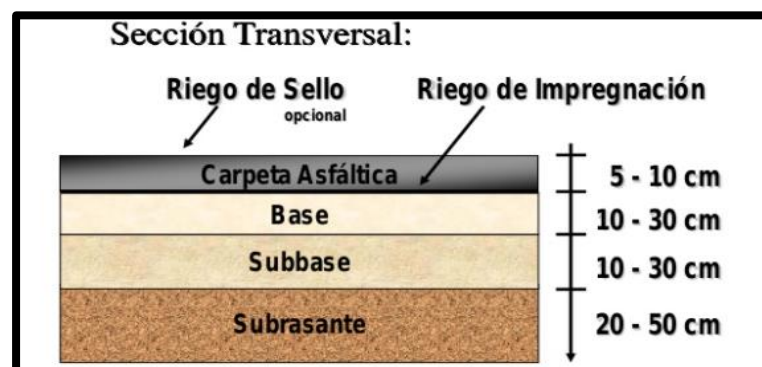 Sección Transversal:
Riego de Sello
opcional
Riego de Impregnación
Carpeta Asfáltica
5 - 10 cm
Base
10 - 30 cm
Subbase
10 - 30 cm
Subrasante
20 - 50 cm